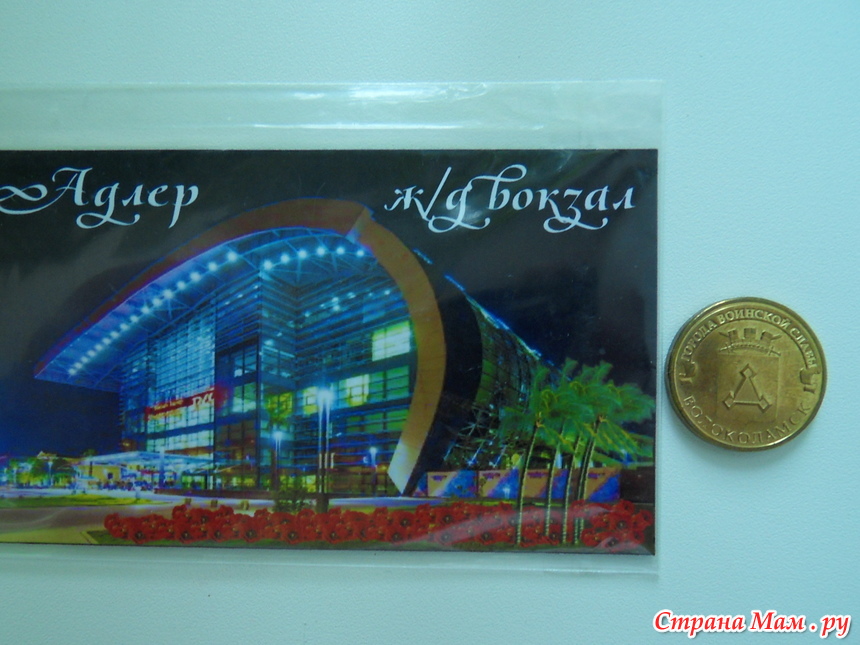 Адлер
ж/д вокзал
ГОРОДА ВОИНСКОЙ СЛАВЫ
ВОЛОКОЛАМСК
Страна Мам.ру